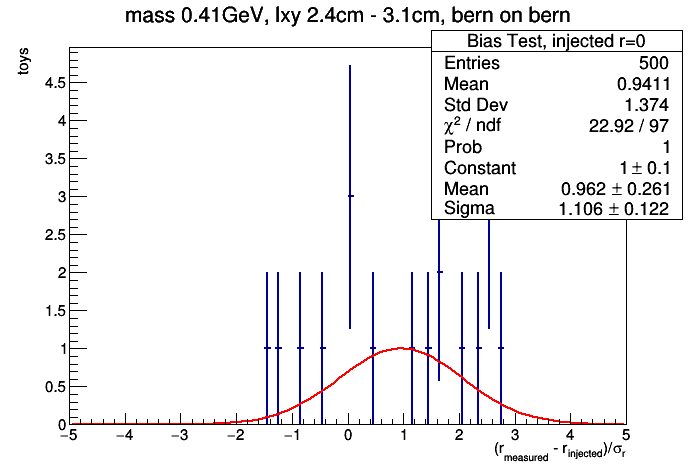 mass 0.41GeV, lxy 2.4cm - 3.1cm, bern on bern
Bias Test, injected r=0
Entries 500
Mean 0.9411
Std Dev 1.374
χ² / ndf 22.92 / 97
Prob 1
Constant 1 ± 0.1
Mean 0.962 ± 0.261
Sigma 1.106 ± 0.122
toys
4.5
4
3.5
3
2.5
2
1.5
1
0.5
0
−5 −4 −3 −2 −1 0 1 2 3 4 5
(r_measured - r_injected)/σ_r